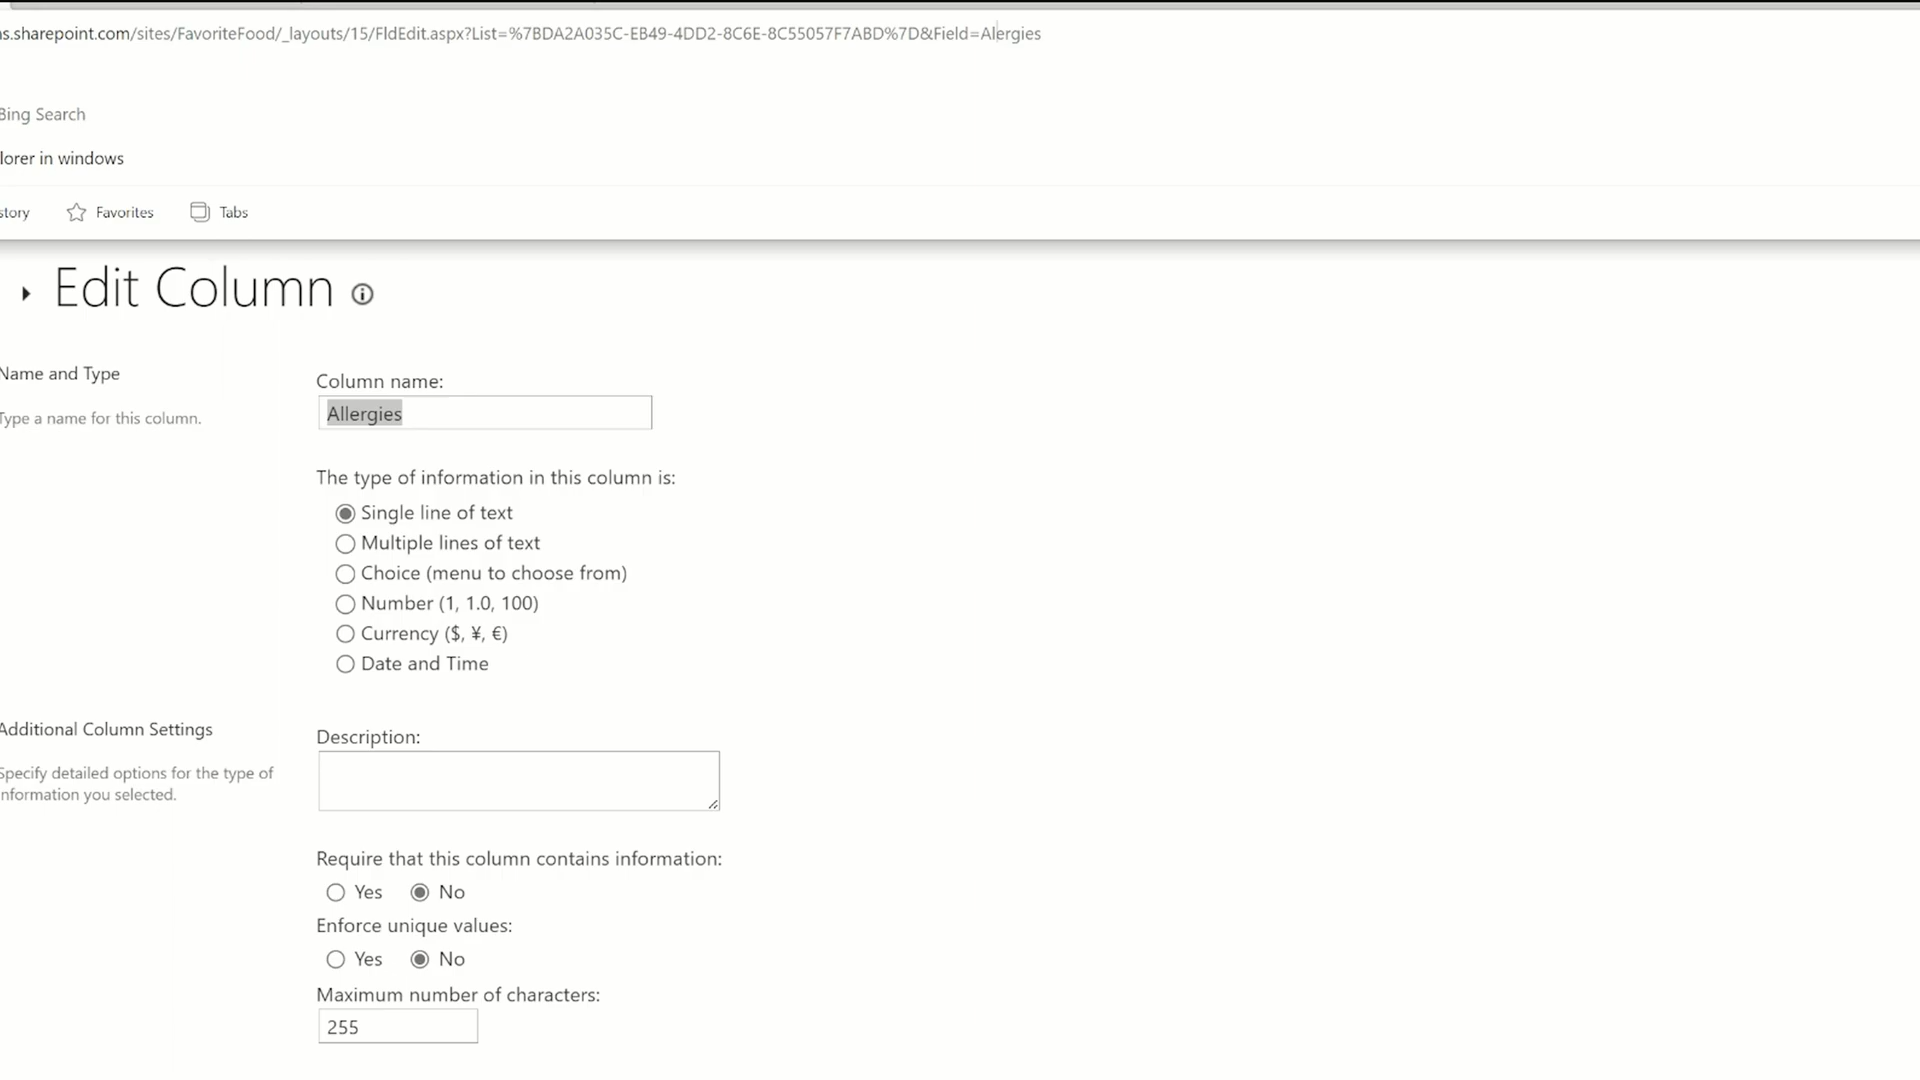 ns.sharepoint.com/sites/FavoriteFood/_layouts/15/FldEdit.aspx?List=%7BDA2A035C-EB49-4DD2-8C6E-8C55057F7ABD%7D&Field=Alergies
Bing Search
lorer in windows
story Favorites Tabs
Edit Column
Name and Type
Type a name for this column.
Column name:
Allergies
The type of information in this column is:
Single line of text
Multiple lines of text
Choice (menu to choose from)
Number (1, 1.0, 100)
Currency ($, ¥, €)
Date and Time
Additional Column Settings
Specify detailed options for the type of
information you selected.
Description:
Require that this column contains information:
Yes No
Enforce unique values:
Yes No
Maximum number of characters:
255